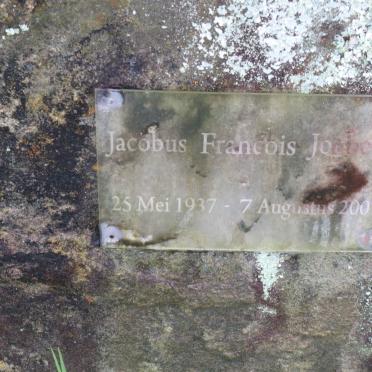 Jacobus Francois
25 Mei 1937 - 7 Augustus